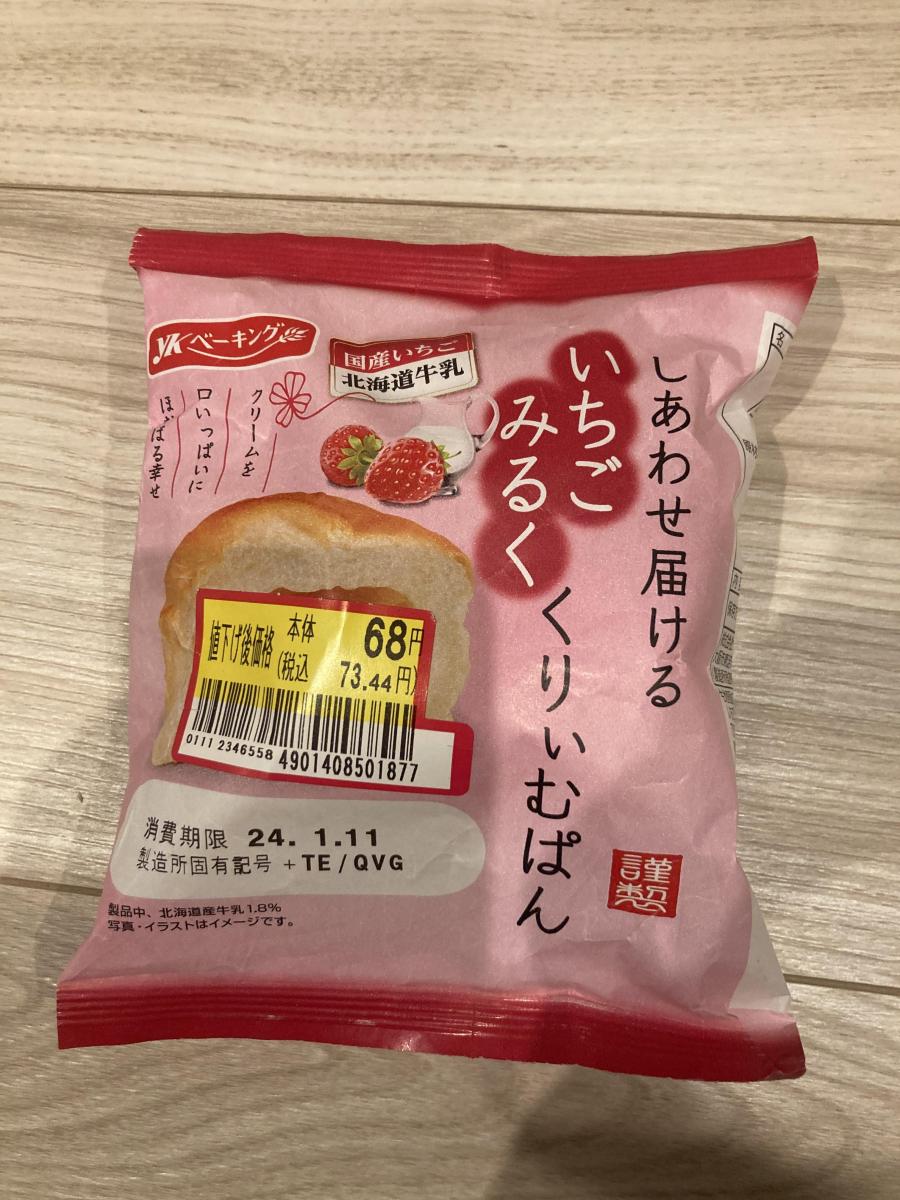 YKベーキング
国産いちご
北海道牛乳
クリームを
口いっぱいに
ほおばる幸せ
しあわせ届ける
いちご
みるく
くりぃむぱん
謹製
値下げ後価格
本体 68円
(税込 73.44円)
0111 2346558 4901408501877
消費期限 24. 1.11
製造所固有記号 +TE/QVG
製品中、北海道産牛乳1.8%
写真・イラストはイメージです。
名